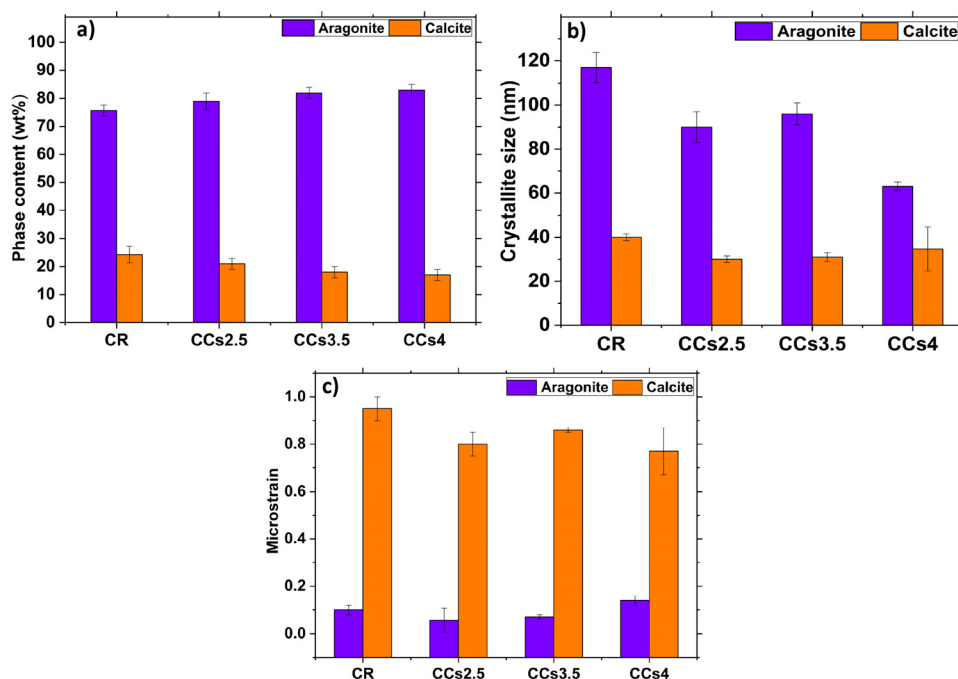 a)
Aragonite Calcite
Phase content (wt%)
100
90
80
70
60
50
40
30
20
10
0
CR CCs2.5 CCs3.5 CCs4
b)
Aragonite Calcite
Crystallite size (nm)
120
100
80
60
40
20
0
CR CCs2.5 CCs3.5 CCs4
c)
Aragonite Calcite
Microstrain
1.0
0.8
0.6
0.4
0.2
0.0
CR CCs2.5 CCs3.5 CCs4